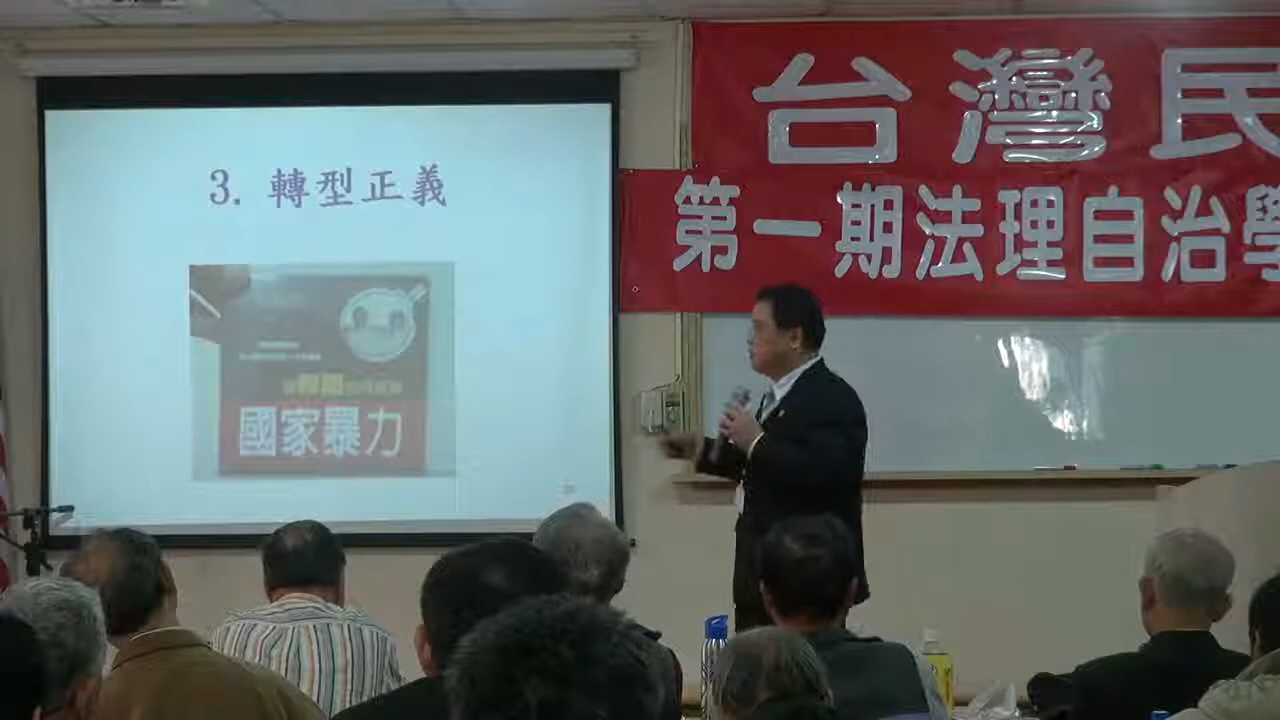 3. 轉型正義
國家暴力
台灣民
第一期法理自治學